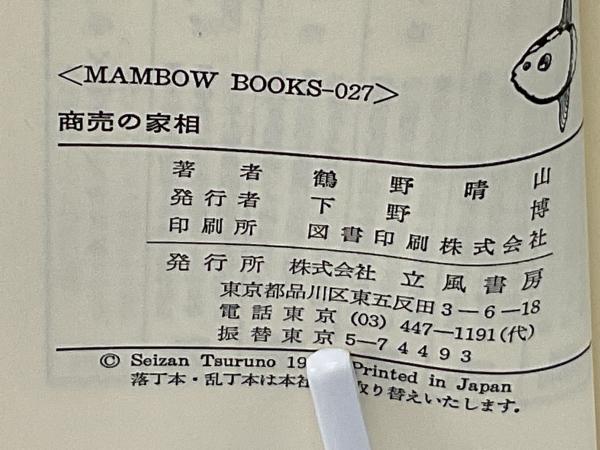 <MAMBOW BOOKS-027>
商売の家相
著者 鶴野晴山
発行者 下野博
印刷所 図書印刷株式会社
発行所 株式会社 立風書房
東京都品川区東五反田3-6-18
電話東京 (03) 447-1191(代)
振替東京 5-74493
© Seizan Tsuruno Printed in Japan
落丁本・乱丁本は本社 取り替えいたします。